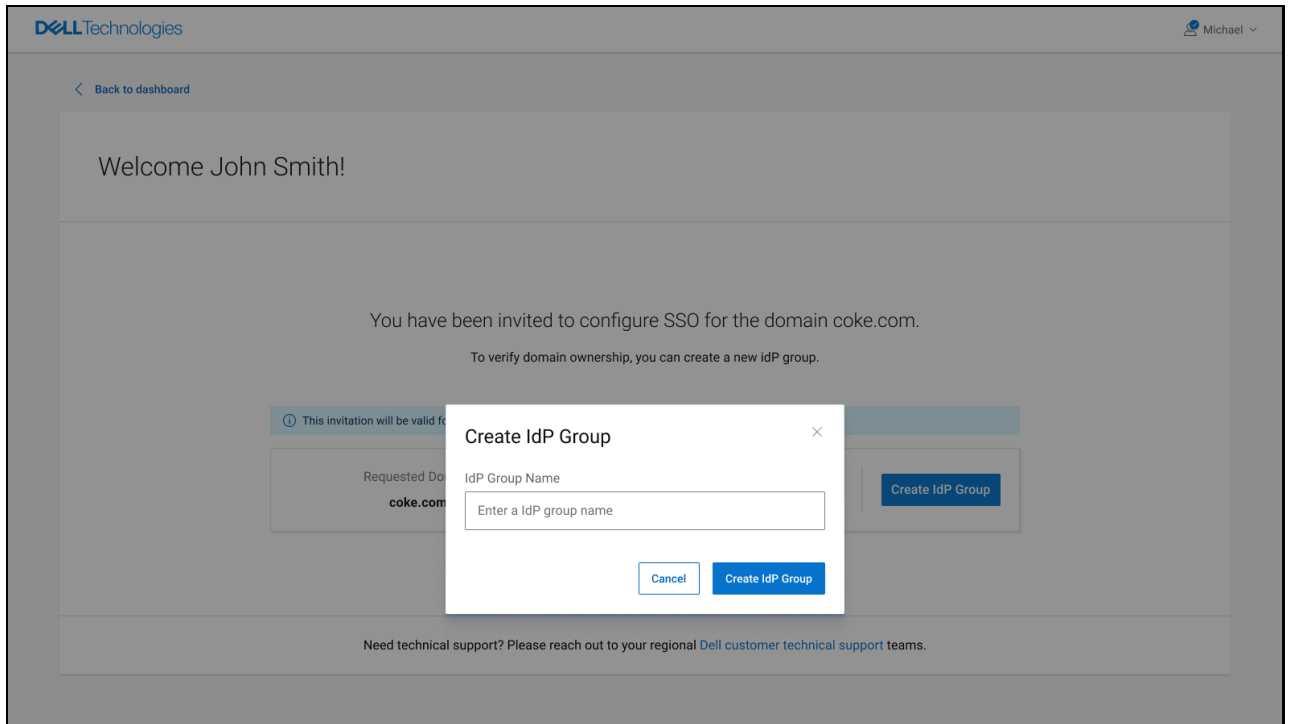 DELLTechnologies
Michael
Back to dashboard
Welcome John Smith!
You have been invited to configure SSO for the domain coke.com.
To verify domain ownership, you can create a new idP group.
This invitation will be valid
Create IdP Group
IdP Group Name
Enter a IdP group name
Cancel
Create IdP Group
Requested
coke.com
Create IdP Group
Need technical support? Please reach out to your regional Dell customer technical support teams.